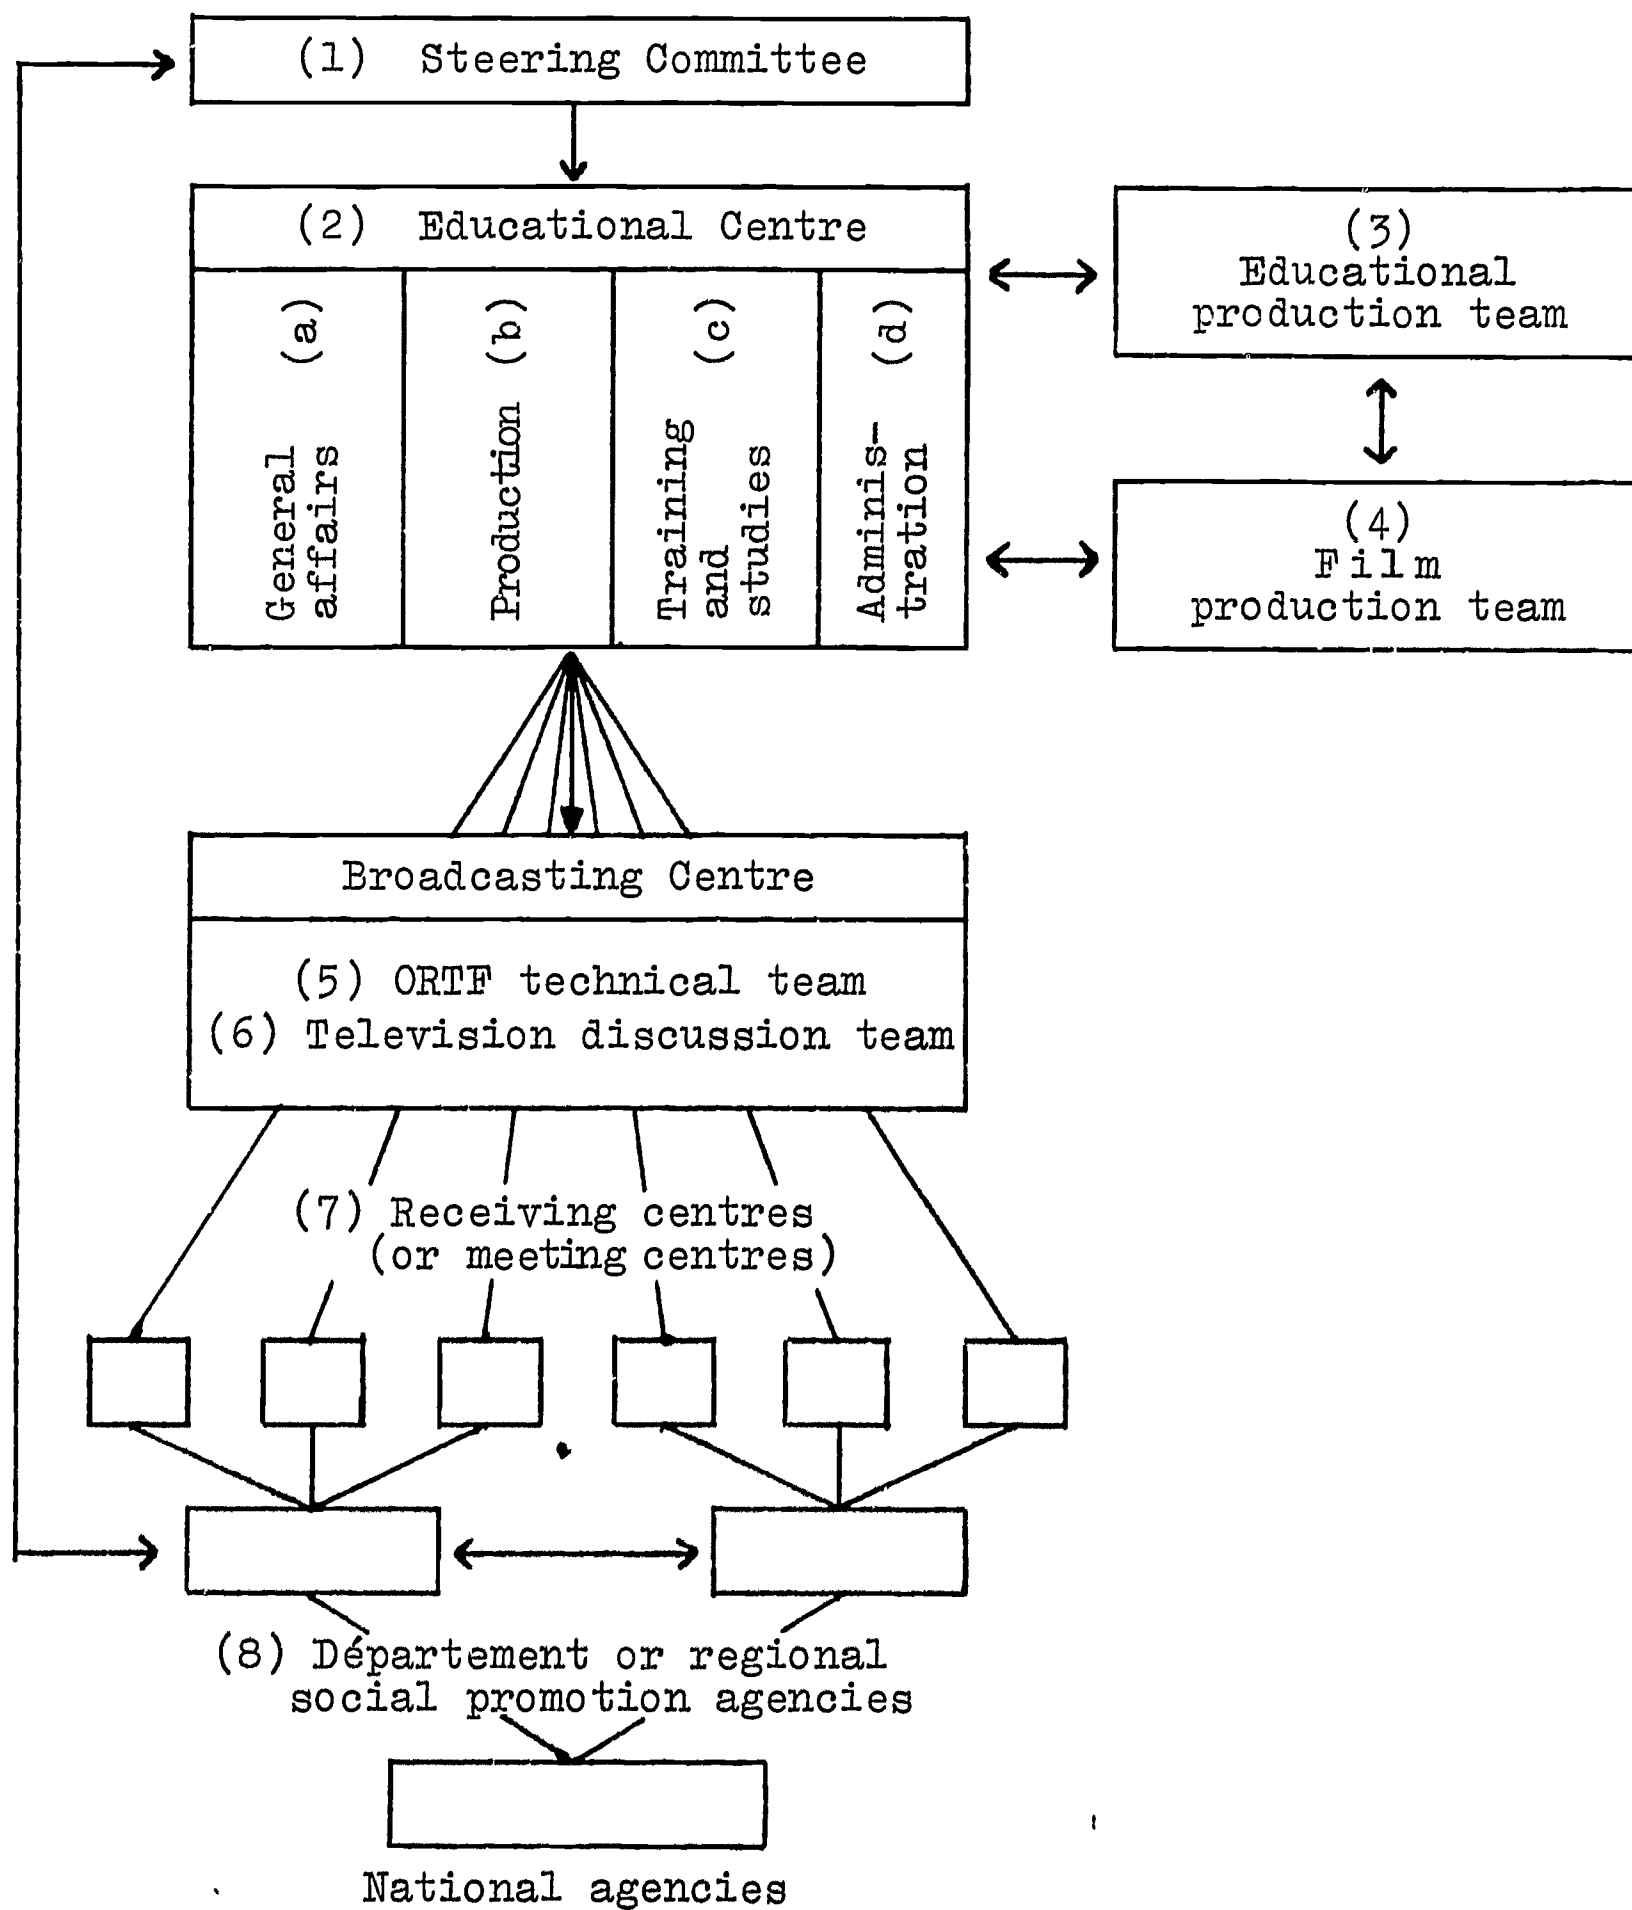 (1) Steering Committee
(2) Educational Centre
(a) General
affairs
(b) Production
(c) Training
and
studies
(d) Adminis-
tration
(3)
Educational
production team
(4)
Film
production team
Broadcasting Centre
(5) ORTF technical team
(6) Television discussion team
(7) Receiving centres
(or meeting centres)
(8) Département or regional
social promotion agencies
National agencies